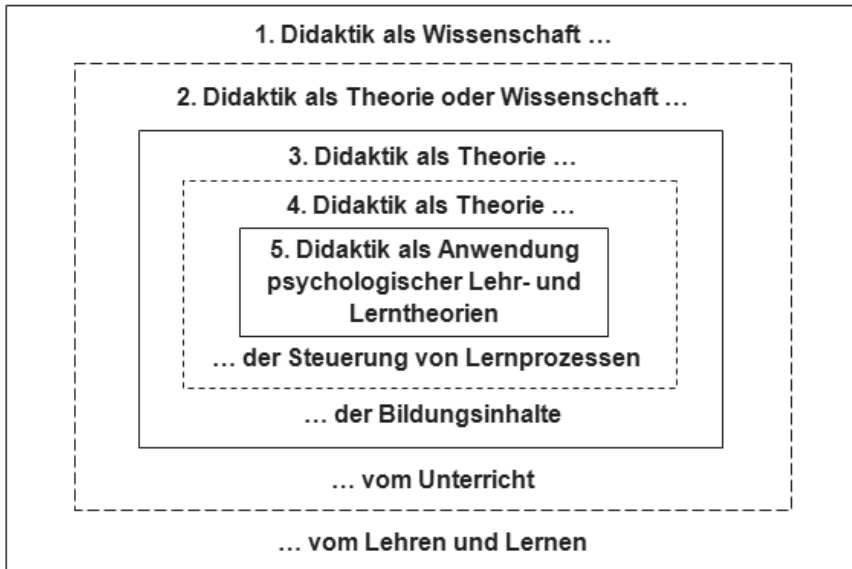 1. Didaktik als Wissenschaft …
2. Didaktik als Theorie oder Wissenschaft …
3. Didaktik als Theorie …
4. Didaktik als Theorie …
5. Didaktik als Anwendung
psychologischer Lehr- und
Lerntheorien
… der Steuerung von Lernprozessen
… der Bildungsinhalte
… vom Unterricht
… vom Lehren und Lernen